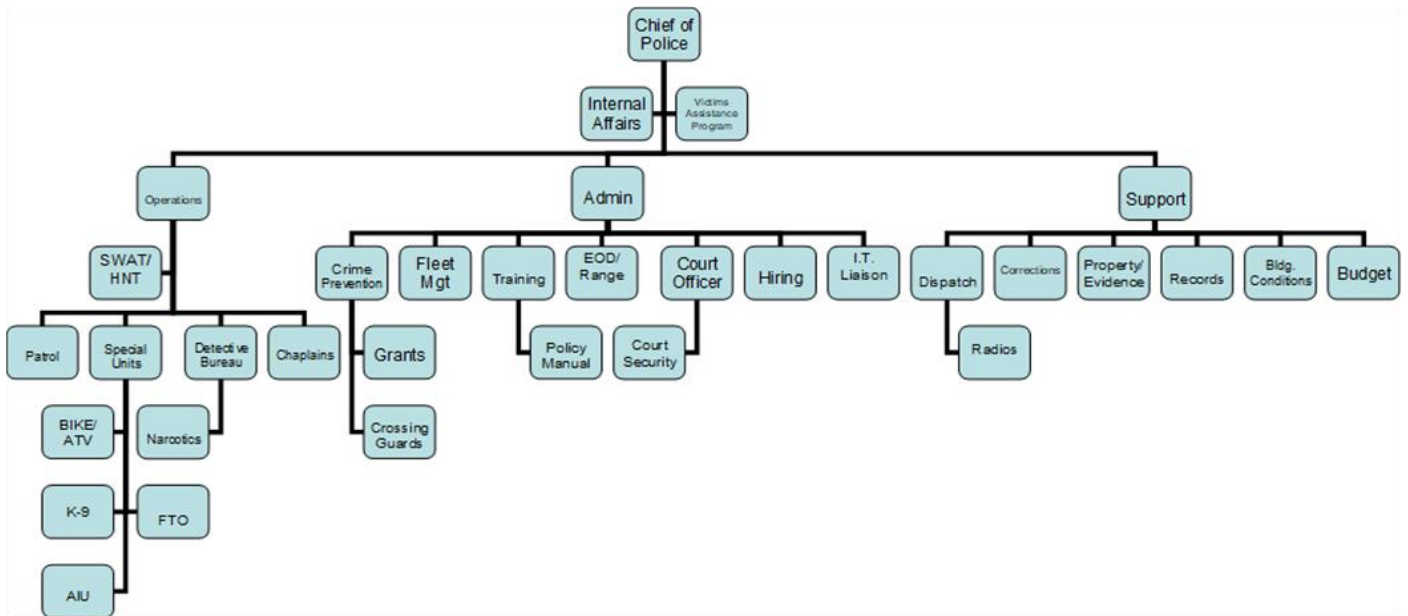 Chief of
Police
Internal
Affairs
Victims
Assistance
Program
Operations
Admin
Support
SWAT/
HNT
Crime
Prevention
Fleet
Mgt
Training
EOD/
Range
Court
Officer
Hiring
I.T.
Liaison
Dispatch
Corrections
Property/
Evidence
Records
Bldg.
Conditions
Budget
Patrol
Special
Units
Detective
Bureau
Chaplains
Grants
Policy
Manual
Court
Security
Radios
BIKE/
ATV
Narcotics
Crossing
Guards
K-9
FTO
AIU